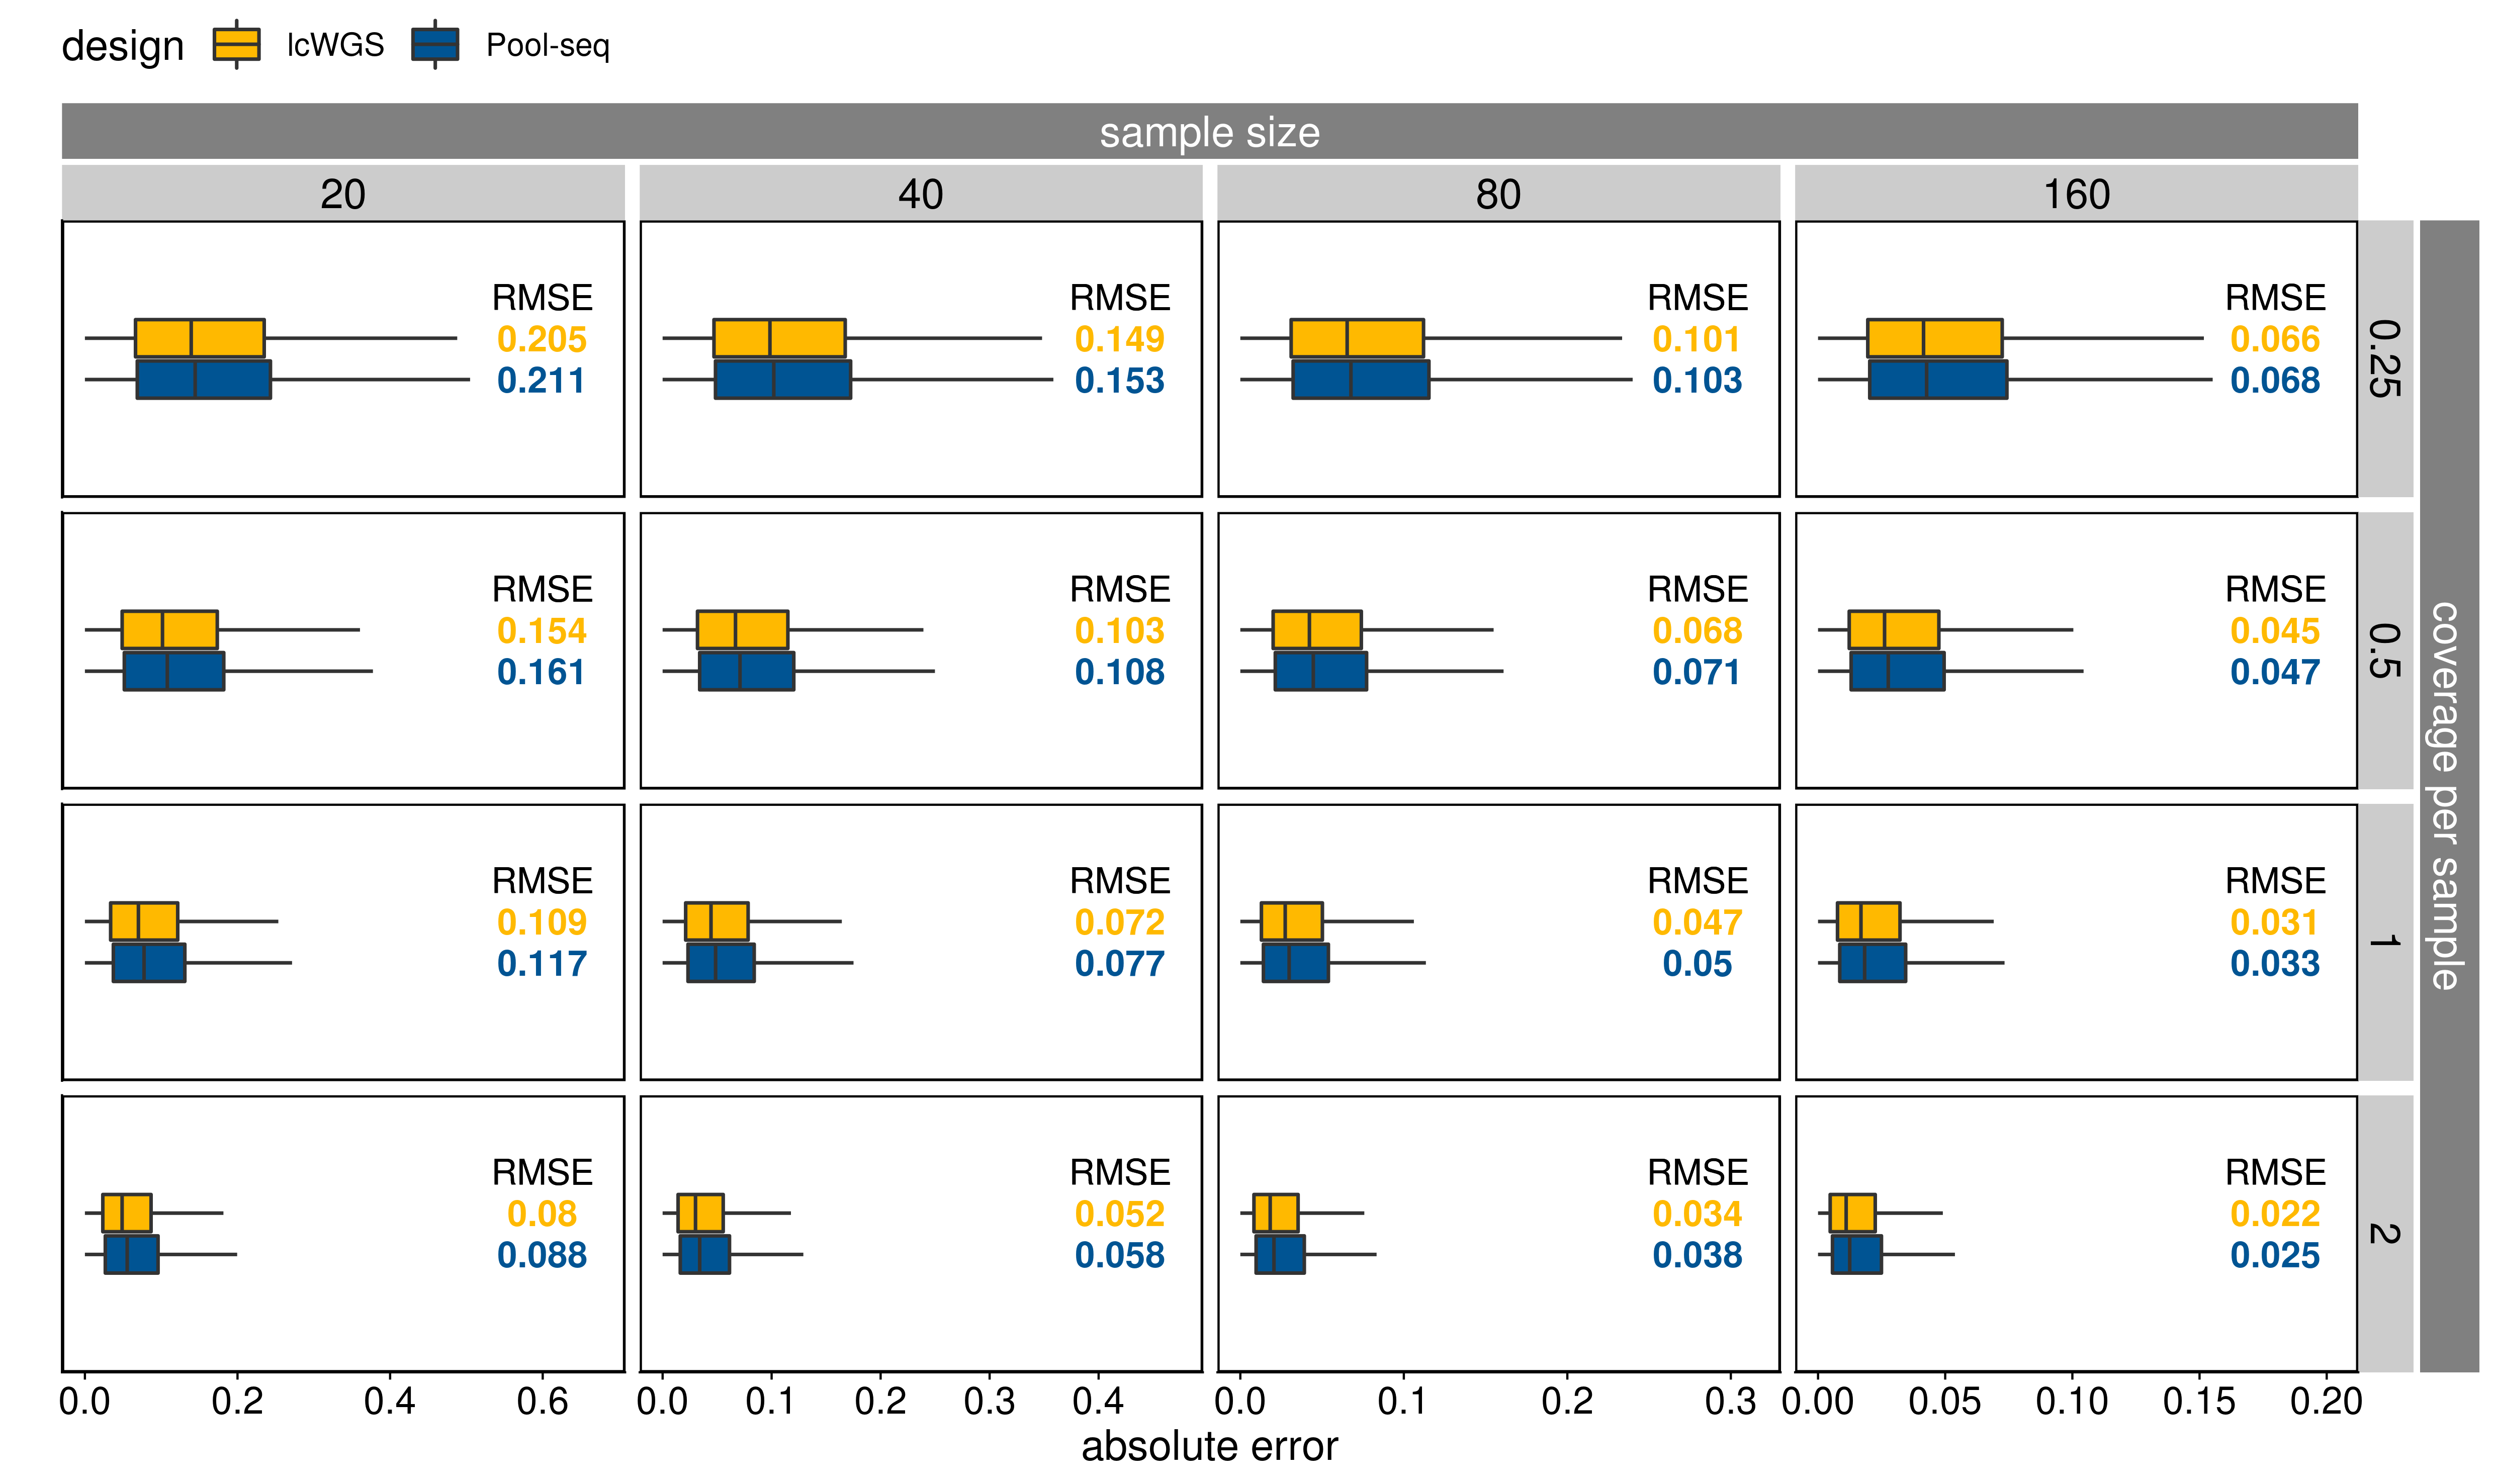 design lcWGS Pool-seq
sample size
20 40 80 160
RMSE RMSE RMSE RMSE
0.205 0.149 0.101 0.066
0.211 0.153 0.103 0.068
0.25
RMSE RMSE RMSE RMSE
0.154 0.103 0.068 0.045
0.161 0.108 0.071 0.047
0.5
RMSE RMSE RMSE RMSE
0.109 0.072 0.047 0.031
0.117 0.077 0.05 0.033
1
RMSE RMSE RMSE RMSE
0.08 0.052 0.034 0.022
0.088 0.058 0.038 0.025
2
coverage per sample
0.0 0.2 0.4 0.6 0.0 0.1 0.2 0.3 0.4 0.0 0.1 0.2 0.3 0.00 0.05 0.10 0.15 0.20
absolute error